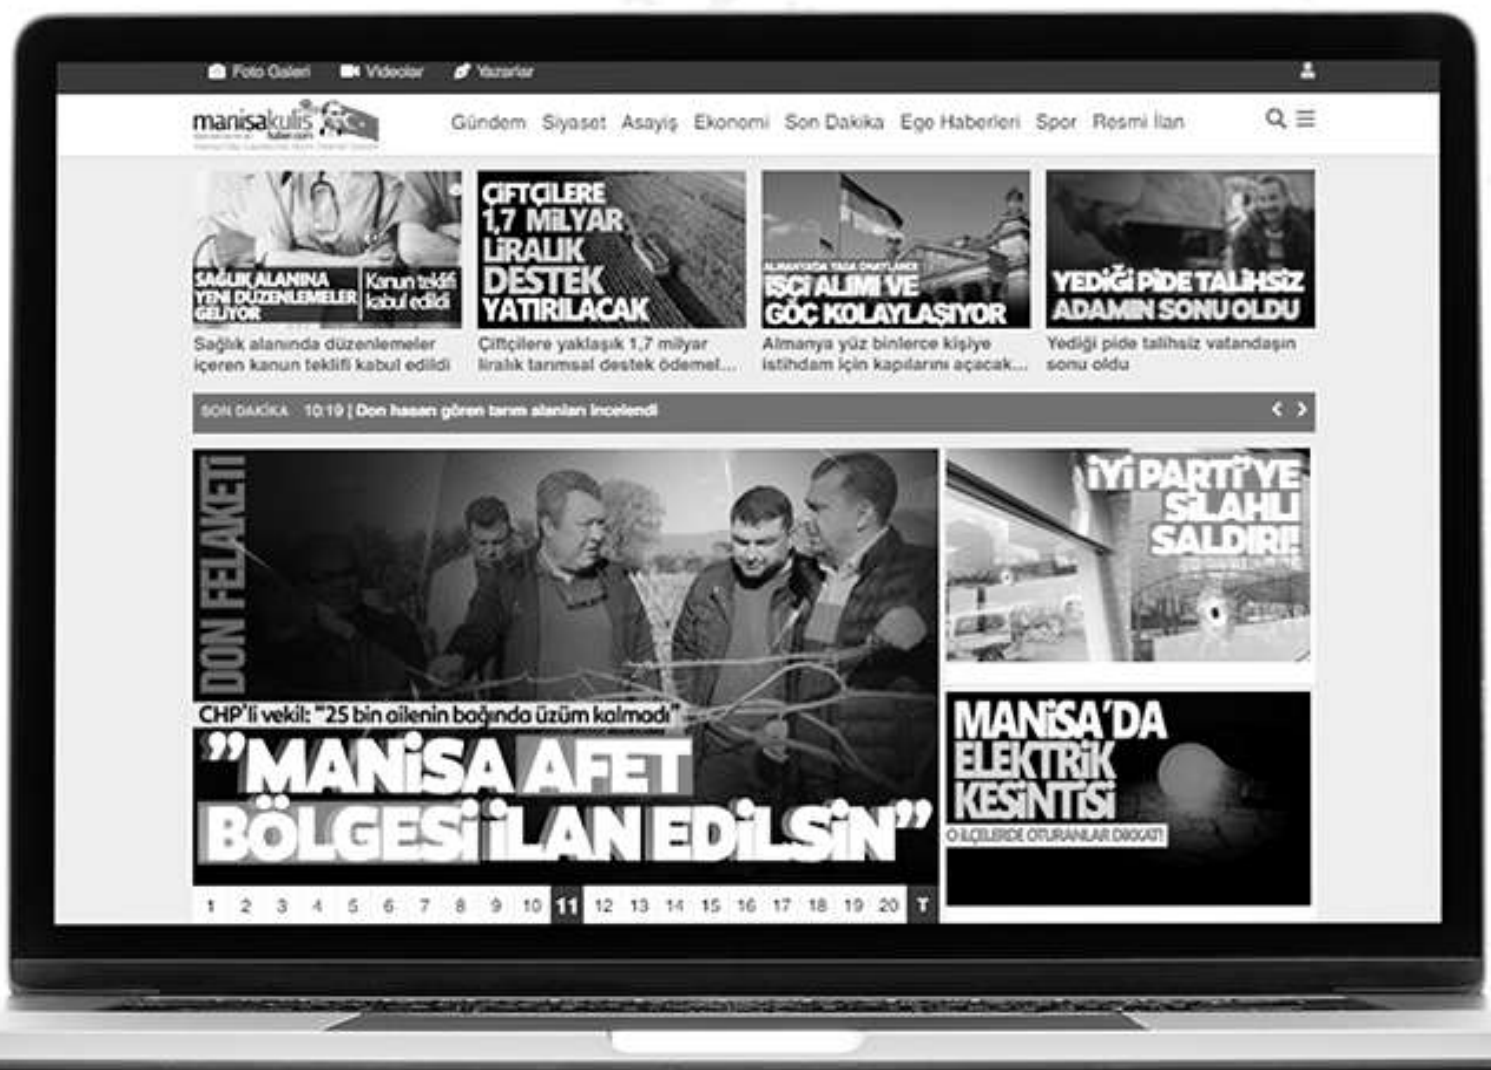 Foto Galeri Videolar Yazarlar
manisakulis
haber.com
Gündem Siyaset Asayiş Ekonomi Son Dakika Ege Haberleri Spor Resmi İlan
SAĞLIK ALANINA
YENİ DÜZENLEMELER
GELİYOR
Kanun teklifi
kabul edildi
Sağlık alanında düzenlemeler
içeren kanun teklifi kabul edildi
ÇİFTÇİLERE
1,7 MİLYAR
LİRALIK
DESTEK
YATIRILACAK
Çiftçilere yaklaşık 1,7 milyar
liralık tarımsal destek ödemel...
ALMANYA'DA YASA ONAYLANDI
İŞÇİ ALIMI VE
GÖÇ KOLAYLAŞIYOR
Almanya yüz binlerce kişiye
istihdam için kapılarını açacak...
YEDİĞİ PİDE TALİHSİZ
ADAMIN SONU OLDU
Yediği pide talihsiz vatandaşın
sonu oldu
SON DAKİKA 10:19 | Don hasarı gören tarım alanları incelendi
DON FELAKETİ
CHP'li vekil: "25 bin ailenin bağında üzüm kalmadı"
"MANİSA AFET
BÖLGESİ İLAN EDİLSİN"
1 2 3 4 5 6 7 8 9 10 11 12 13 14 15 16 17 18 19 20 T
İYİ PARTİ'YE
SİLAHLI
SALDIRI!
MANİSA'DA
ELEKTRİK
KESİNTİSİ
O İLÇELERDE OTURANLAR DİKKAT!